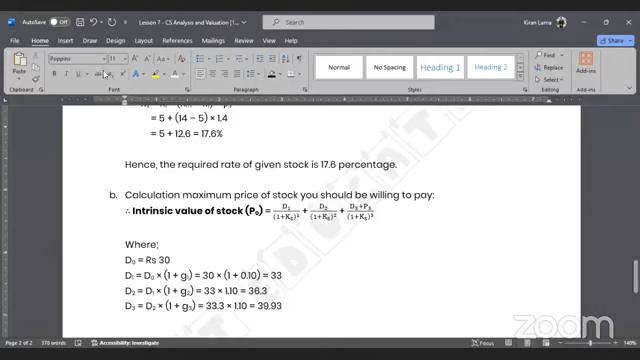 AutoSave Off
Lesson 7 - CS Analysis and Valuation [1
Search
Kiran Lama
File Home Insert Draw Design Layout References Mailings Review View Help
Poppins 11
Paste
Find
Replace
Select
Add-ins
Normal No Spacing Heading 1 Heading 2
Clipboard Font Paragraph Styles Editing Add-ins
= 5 + (14 – 5) × 1.4
= 5 + 12.6 = 17.6%
Hence, the required rate of given stock is 17.6 percentage.
b. Calculation maximum price of stock you should be willing to pay:
∴ Intrinsic value of stock (P₀) = D₁/(1+Kₛ)¹ + D₂/(1+Kₛ)² + D₃+P₃/(1+Kₛ)³
Where;
D₀ = Rs 30
D₁ = D₀ × (1 + g₁) = 30 × (1 + 0.10) = 33
D₂ = D₁ × (1 + g₂) = 33 × 1.10 = 36.3
D₃ = D₂ × (1 + g₃) = 33.3 × 1.10 = 39.93
Page 2 of 2 378 words Accessibility: Investigate Focus 140%
zoom